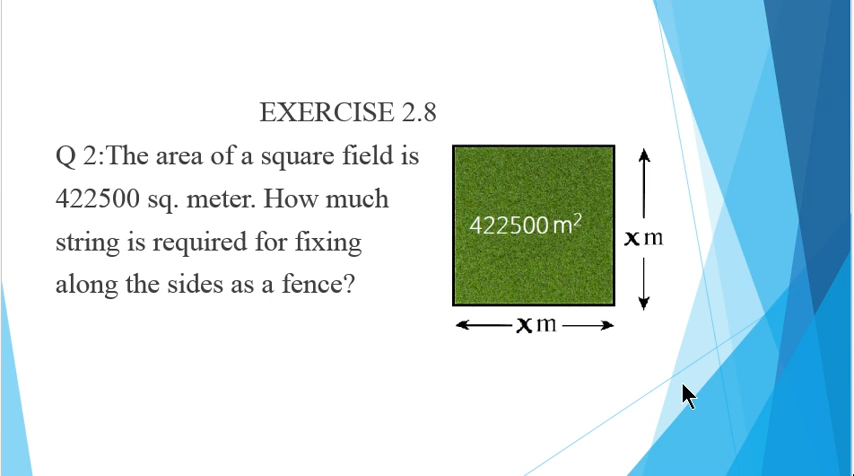 EXERCISE 2.8
Q 2:The area of a square field is
422500 sq. meter. How much
string is required for fixing
along the sides as a fence?
422500 m²
x m
x m